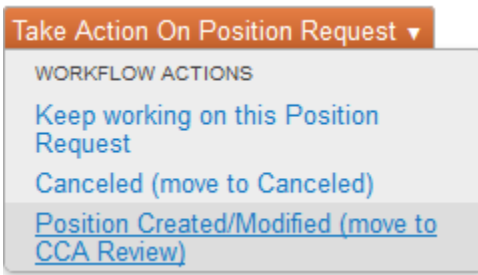 Take Action On Position Request ▼
WORKFLOW ACTIONS
Keep working on this Position
Request
Canceled (move to Canceled)
Position Created/Modified (move to
CCA Review)